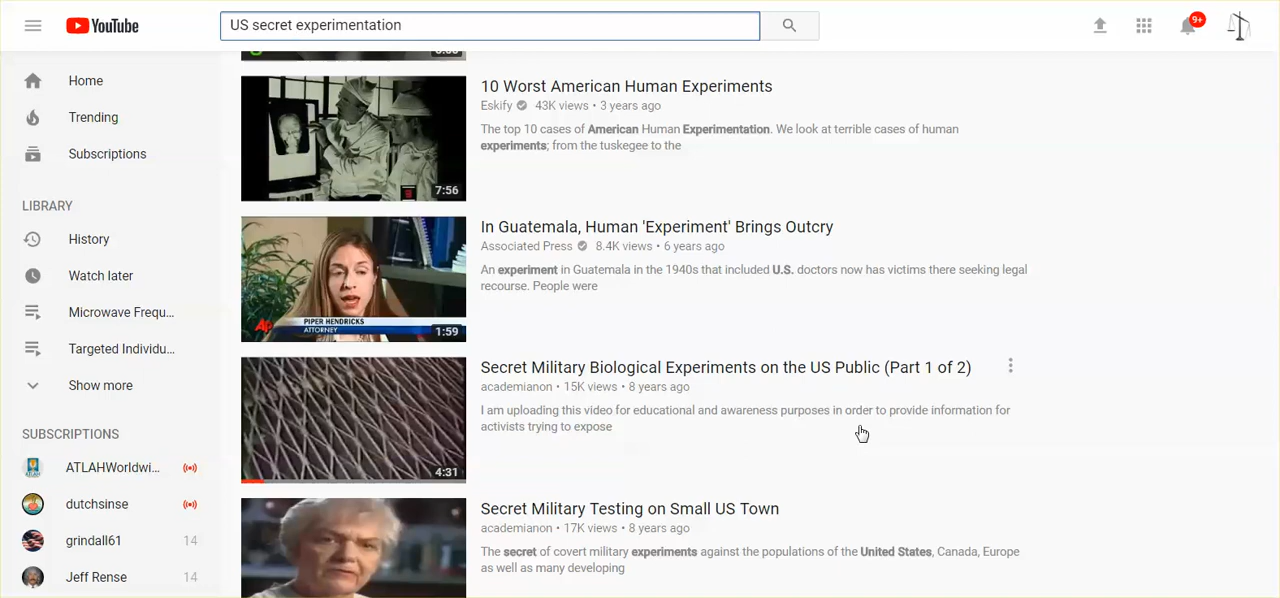 YouTube
US secret experimentation
9+
Home
Trending
Subscriptions
LIBRARY
History
Watch later
Microwave Frequ...
Targeted Individu...
Show more
SUBSCRIPTIONS
ATLAHWorldwi...
dutchsinse
grindall61 14
Jeff Rense 14
10 Worst American Human Experiments
Eskify 43K views • 3 years ago
The top 10 cases of American Human Experimentation. We look at terrible cases of human
experiments; from the tuskegee to the
7:56
In Guatemala, Human 'Experiment' Brings Outcry
Associated Press 8.4K views • 6 years ago
An experiment in Guatemala in the 1940s that included U.S. doctors now has victims there seeking legal
recourse. People were
AP
PIPER HENDRICKS
ATTORNEY
1:59
Secret Military Biological Experiments on the US Public (Part 1 of 2)
academianon • 15K views • 8 years ago
I am uploading this video for educational and awareness purposes in order to provide information for
activists trying to expose
4:31
Secret Military Testing on Small US Town
academianon • 17K views • 8 years ago
The secret of covert military experiments against the populations of the United States, Canada, Europe
as well as many developing